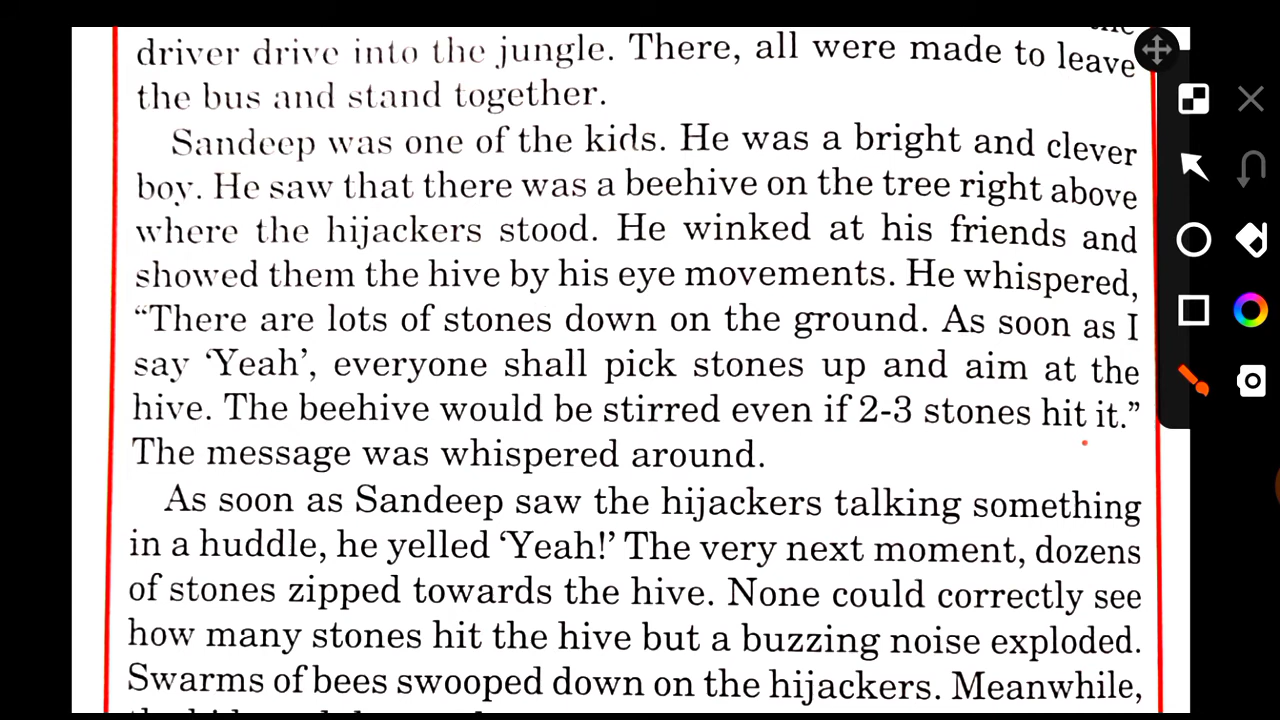 the
driver drive into the jungle. There, all were made to leave
the bus and stand together.
Sandeep was one of the kids. He was a bright and clever
boy. He saw that there was a beehive on the tree right above
where the hijackers stood. He winked at his friends and
showed them the hive by his eye movements. He whispered,
“There are lots of stones down on the ground. As soon as I
say ‘Yeah’, everyone shall pick stones up and aim at the
hive. The beehive would be stirred even if 2-3 stones hit it.”
The message was whispered around.
As soon as Sandeep saw the hijackers talking something
in a huddle, he yelled ‘Yeah!’ The very next moment, dozens
of stones zipped towards the hive. None could correctly see
how many stones hit the hive but a buzzing noise exploded.
Swarms of bees swooped down on the hijackers. Meanwhile,